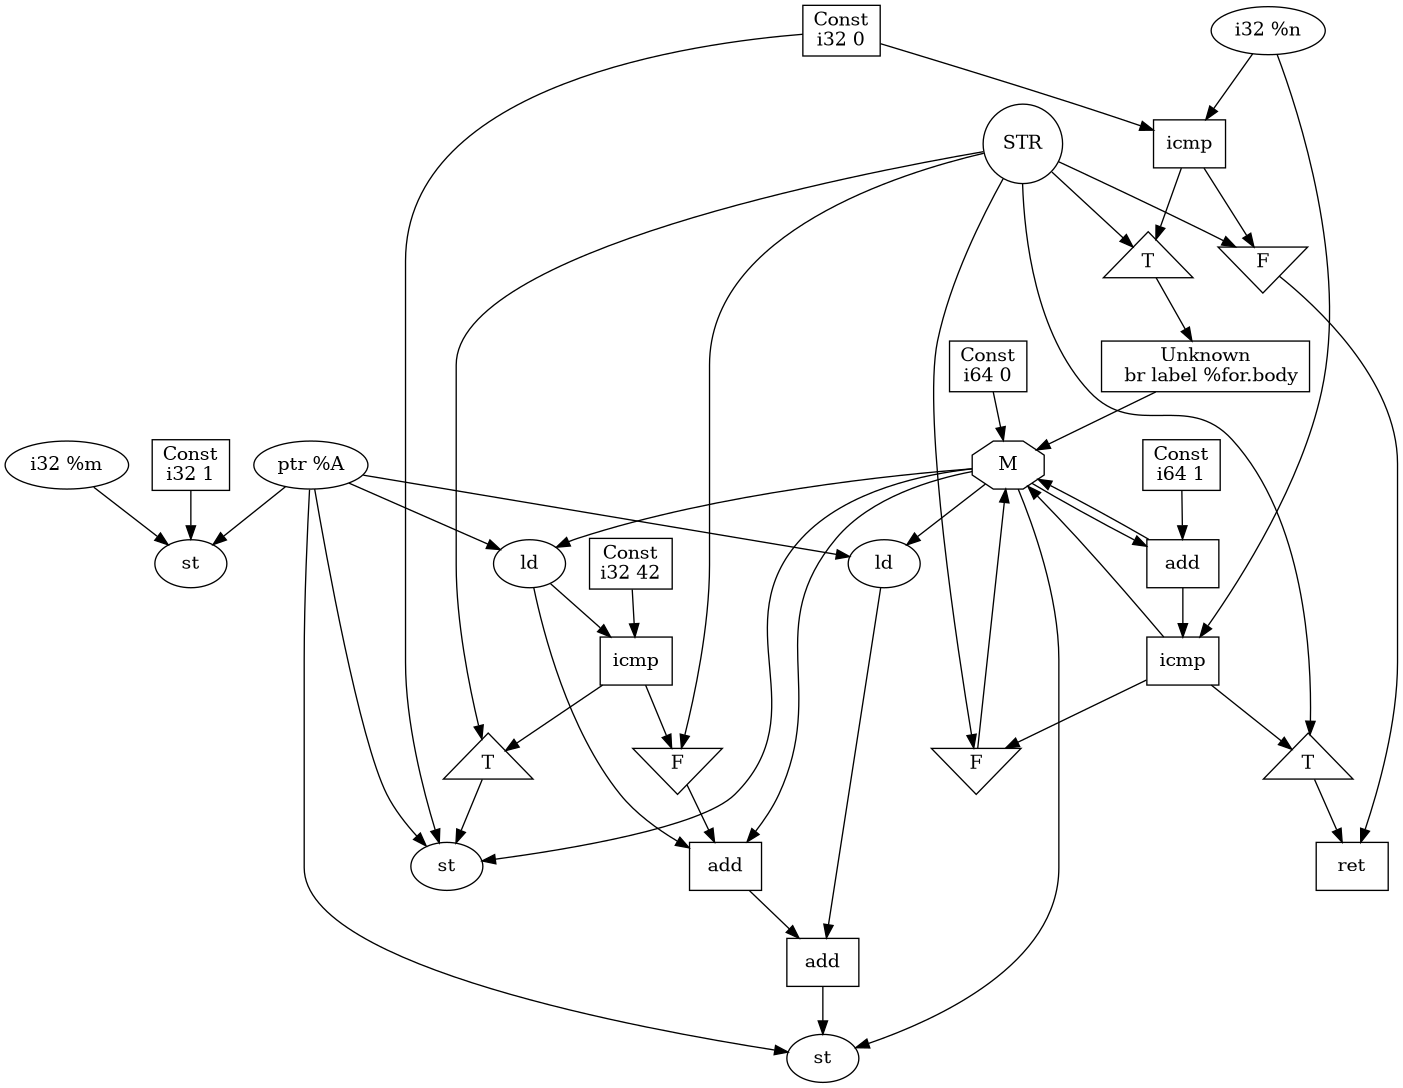 Const
i32 0
i32 %n
STR
icmp
T
F
Const
i64 0
Unknown
br label %for.body
i32 %m
Const
i32 1
ptr %A
M
Const
i64 1
st
ld
Const
i32 42
ld
add
icmp
icmp
T
F
F
T
st
add
ret
add
st